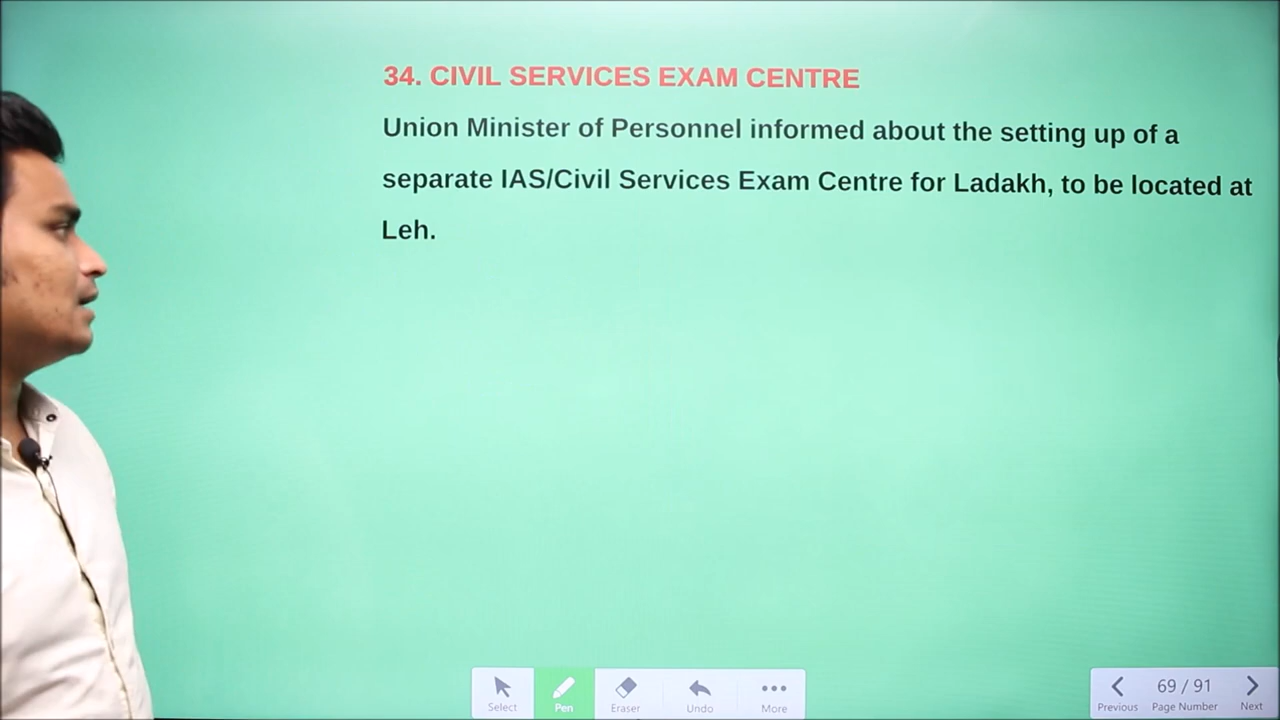 34. CIVIL SERVICES EXAM CENTRE
Union Minister of Personnel informed about the setting up of a
separate IAS/Civil Services Exam Centre for Ladakh, to be located at
Leh.
Select
Pen
Eraser
Undo
More
Previous
69 / 91
Page Number
Next